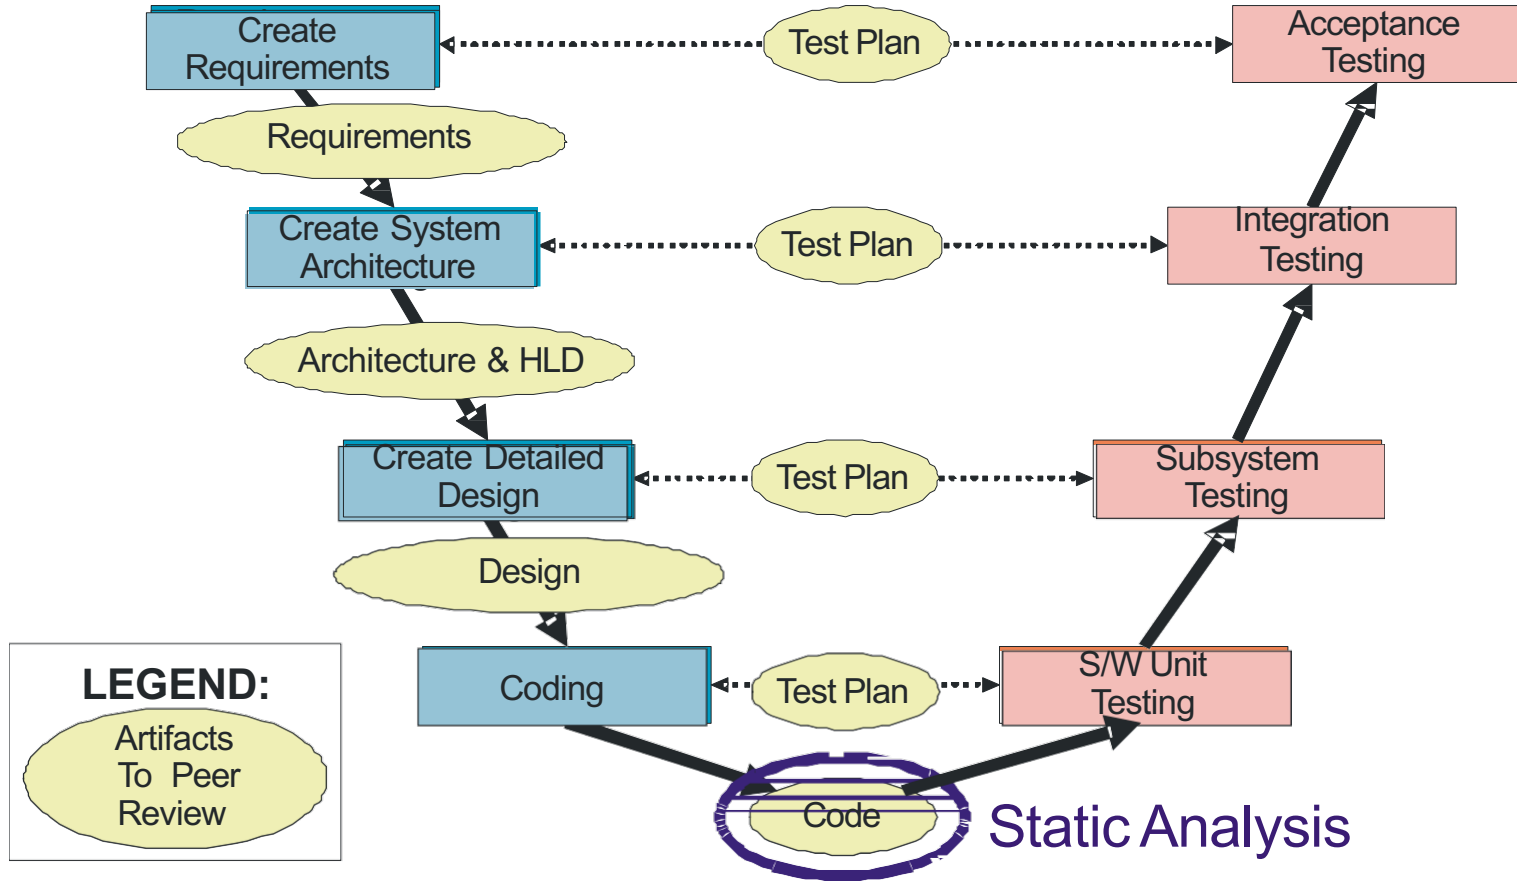 Create
Requirements
Test Plan
Acceptance
Testing
Requirements
Create System
Architecture
Test Plan
Integration
Testing
Architecture & HLD
Create Detailed
Design
Test Plan
Subsystem
Testing
Design
Coding
Test Plan
S/W Unit
Testing
LEGEND:
Artifacts
To Peer
Review
Code
Static Analysis